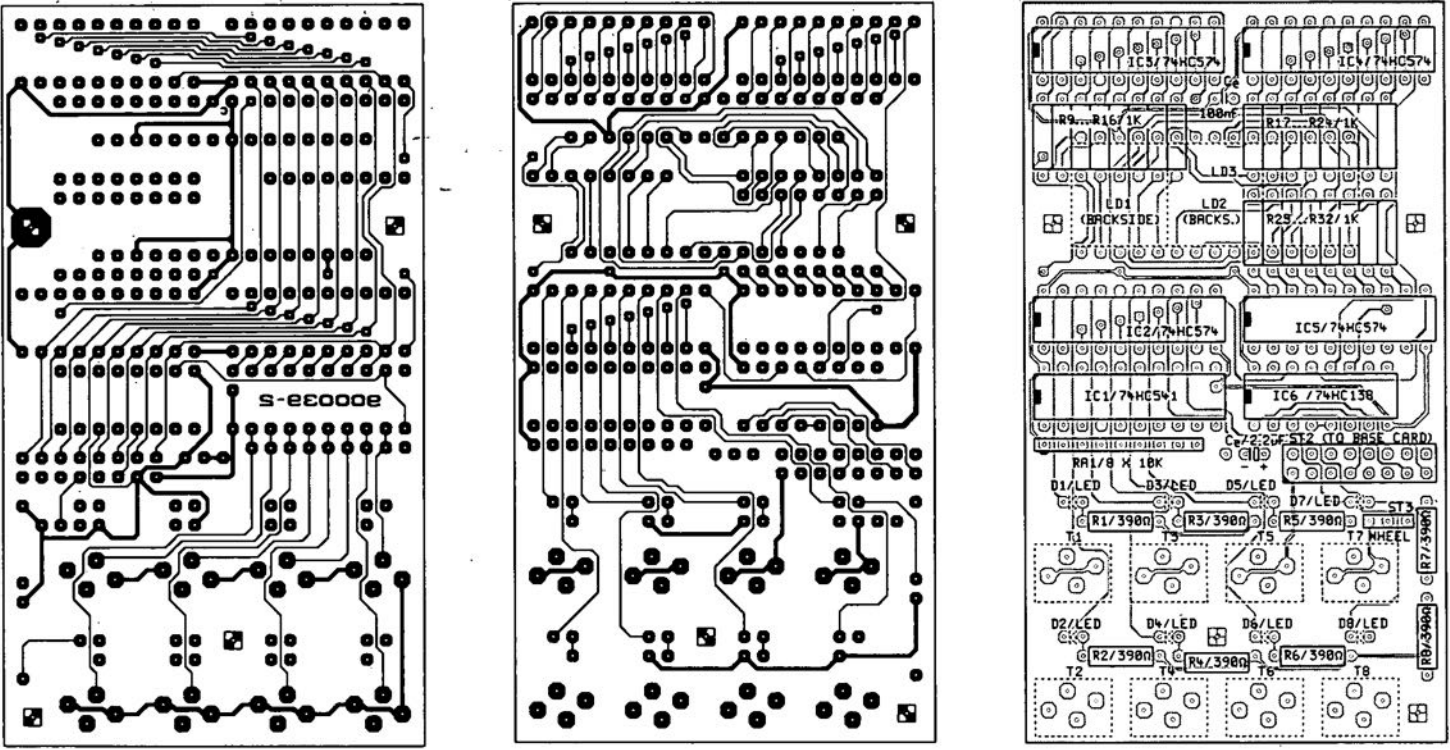 900039-2
IC3/74HC574
IC4/74HC574
100nF
R9...R16/1K
R17...R24/1K
LD3
LD1
(BACKSIDE)
LD2
(BACKS.)
R25...R32/1K
IC2/74HC574
IC5/74HC574
IC1/74HC541
IC6 /74HC138
ST2 (TO BASE CARD)
RA1/8 X 10K
- +
D1/LED
D3/LED
D5/LED
D7/LED
ST3
R1/390Ω
R3/390Ω
R5/390Ω
R7/390Ω
T1
T3
T5
T7
WHEEL
D2/LED
D4/LED
D6/LED
D8/LED
R2/390Ω
R4/390Ω
R6/390Ω
R8/390Ω
T2
T4
T6
T8